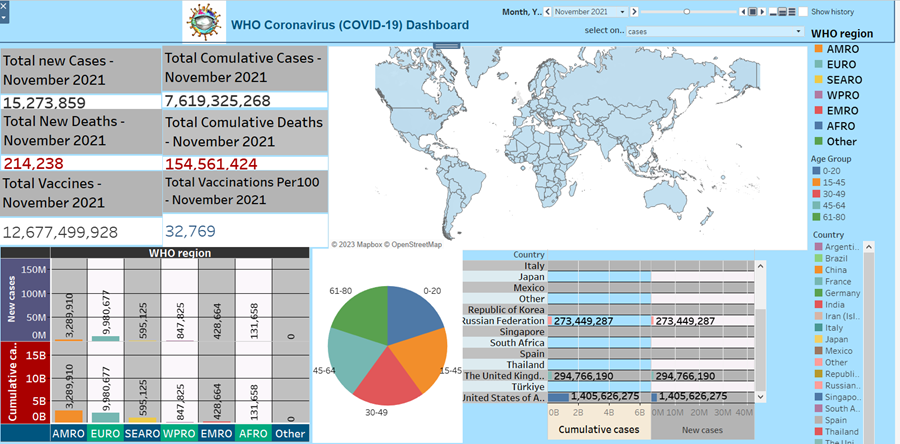 WHO Coronavirus (COVID-19) Dashboard
Month, Y.. November 2021
Show history
select on.. cases
WHO region
AMRO
EURO
SEARO
WPRO
EMRO
AFRO
Other
Age Group
0-20
15-45
30-49
45-64
61-80
Country
Argenti..
Brazil
China
France
Germany
India
Iran (Isl..
Italy
Japan
Mexico
Other
Republi..
Russian..
Singapo..
South A..
Spain
Thailand
The Uni..
Total new Cases -
November 2021
15,273,859
Total Comulative Cases -
November 2021
7,619,325,268
Total New Deaths -
November 2021
214,238
Total Comulative Deaths
- November 2021
154,561,424
Total Vaccines -
November 2021
12,677,499,928
Total Vaccinations Per100
- November 2021
32,769
© 2023 Mapbox © OpenStreetMap
WHO region
New cases
150M
100M
50M
0M
3,289,910
9,980,677
595,125
847,825
428,664
131,658
0
Cumulative ca..
15B
10B
5B
0B
3,289,910
9,980,677
595,125
847,825
428,664
131,658
0
AMRO EURO SEARO WPRO EMRO AFRO Other
61-80
0-20
45-64
15-45
30-49
Country
Italy
Japan
Mexico
Other
Republic of Korea
Russian Federation 273,449,287 273,449,287
Singapore
South Africa
Spain
Thailand
The United Kingd.. 294,766,190 294,766,190
Türkiye
United States of A.. 1,405,626,275 1,405,626,275
0B 2B 4B 6B 0M 10M 20M 30M 40M
Cumulative cases New cases